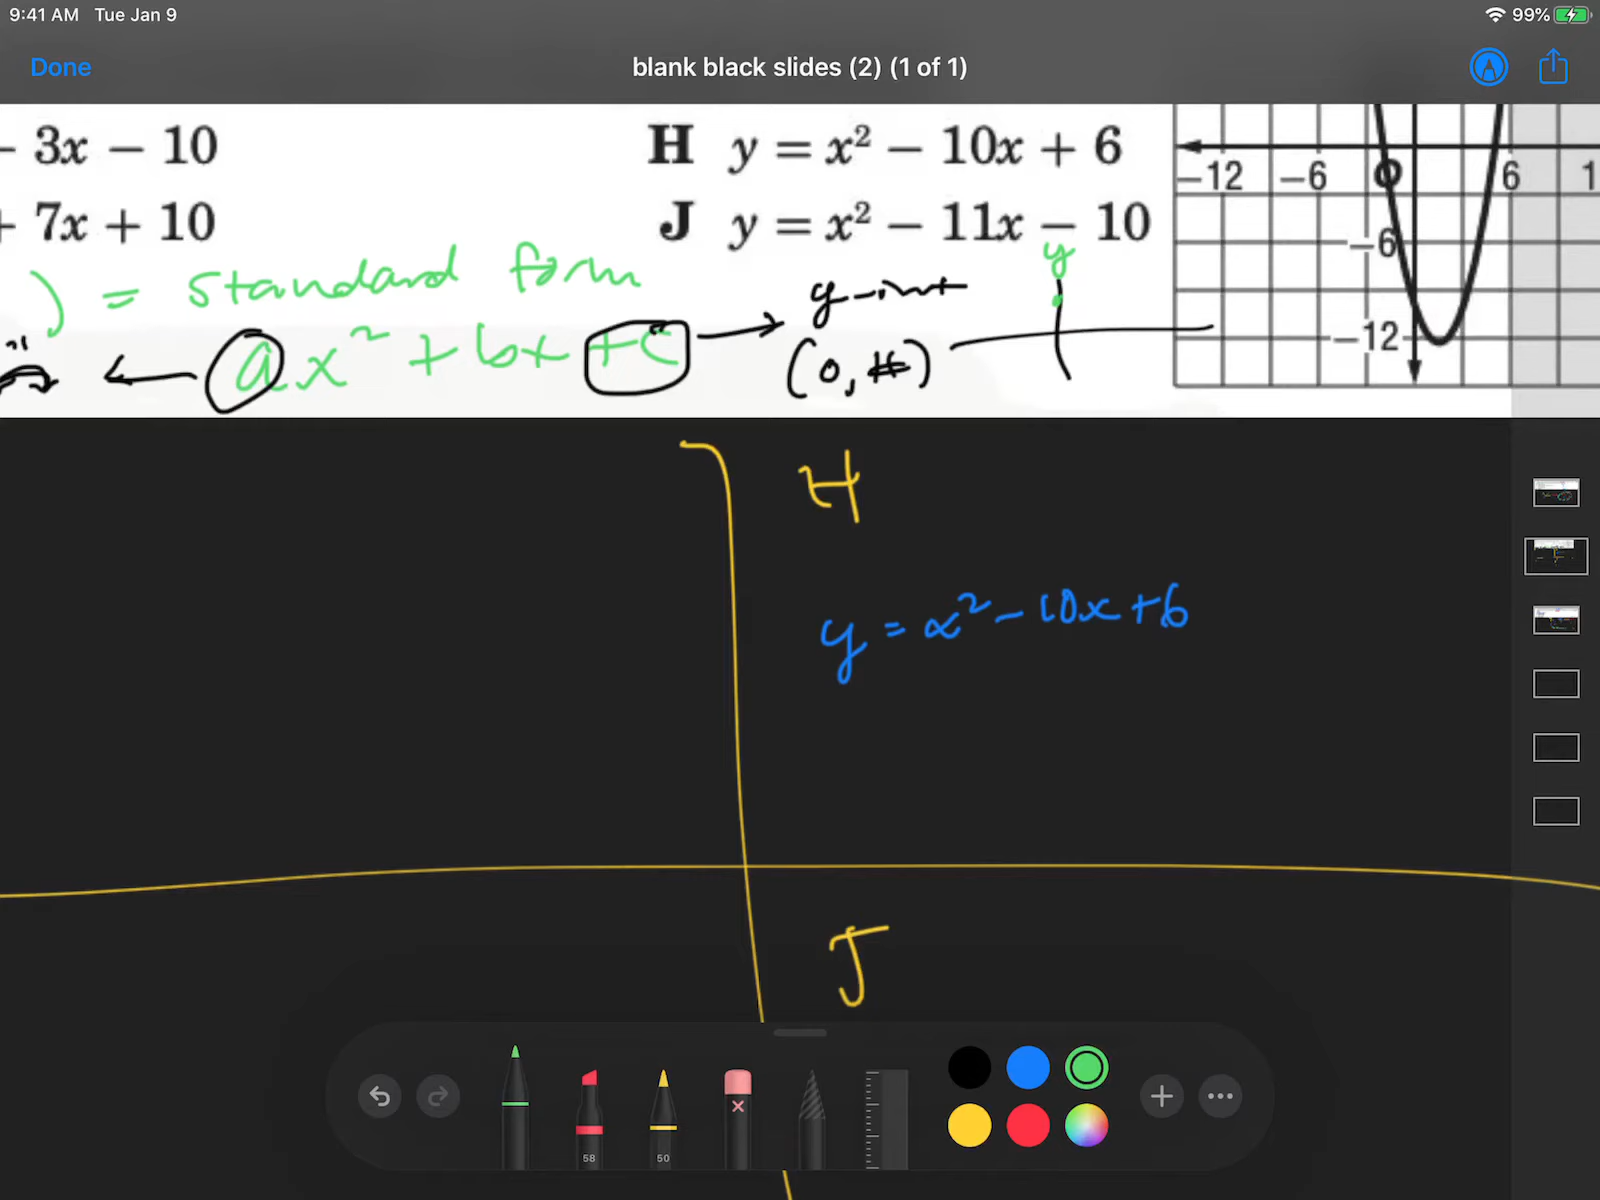 9:41 AM Tue Jan 9 99%
Done blank black slides (2) (1 of 1)
– 3x – 10
+ 7x + 10
H y = x² – 10x + 6
J y = x² – 11x – 10
) = standard form
ax² + bx + c
y-int
(0, #)
y
–12 –6 O 6 1
–6
–12
H
y = x² – 10x + 6
J
58 50